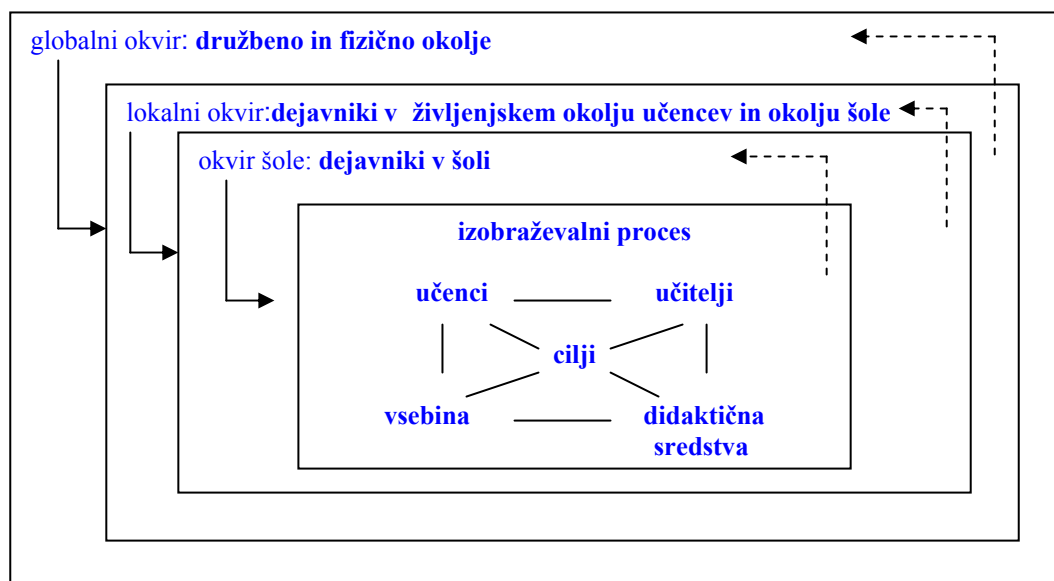 globalni okvir: družbeno in fizično okolje
lokalni okvir:dejavniki v življenjskem okolju učencev in okolju šole
okvir šole: dejavniki v šoli
izobraževalni proces
učenci učitelji
cilji
vsebina didaktična
sredstva